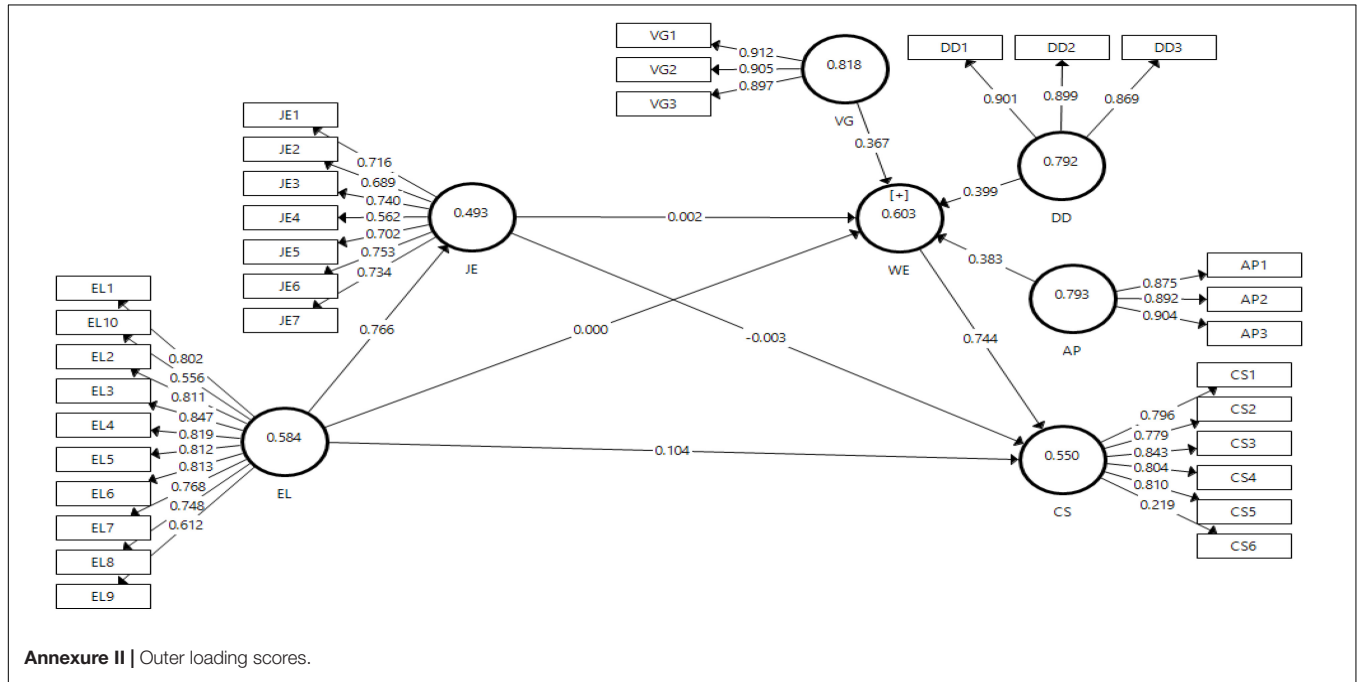 VG1
VG2
VG3
0.912
0.905
0.897
0.818
VG
0.367
DD1
DD2
DD3
0.901
0.899
0.869
0.792
DD
0.399
JE1
JE2
JE3
JE4
JE5
JE6
JE7
0.716
0.689
0.740
0.562
0.702
0.753
0.734
0.493
JE
0.002
[+]
0.603
WE
0.383
0.793
AP
0.875
0.892
0.904
AP1
AP2
AP3
0.766
0.000
-0.003
0.744
EL1
EL10
EL2
EL3
EL4
EL5
EL6
EL7
EL8
EL9
0.802
0.556
0.811
0.847
0.819
0.812
0.813
0.768
0.748
0.612
0.584
EL
0.104
0.550
CS
0.796
0.779
0.843
0.804
0.810
0.219
CS1
CS2
CS3
CS4
CS5
CS6
Annexure II | Outer loading scores.